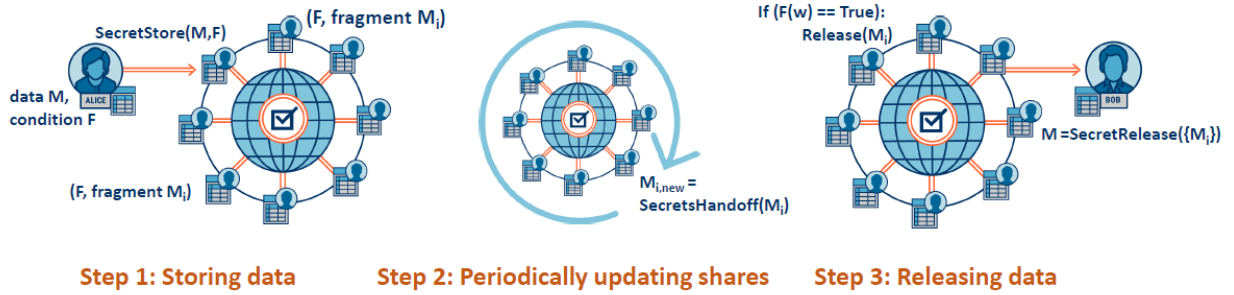 SecretStore(M,F)
(F, fragment Mi)
ALICE
data M,
condition F
(F, fragment Mi)
Mi,new =
SecretsHandoff(Mi)
If (F(w) == True):
Release(Mi)
BOB
M =SecretRelease({Mi})
Step 1: Storing data
Step 2: Periodically updating shares
Step 3: Releasing data